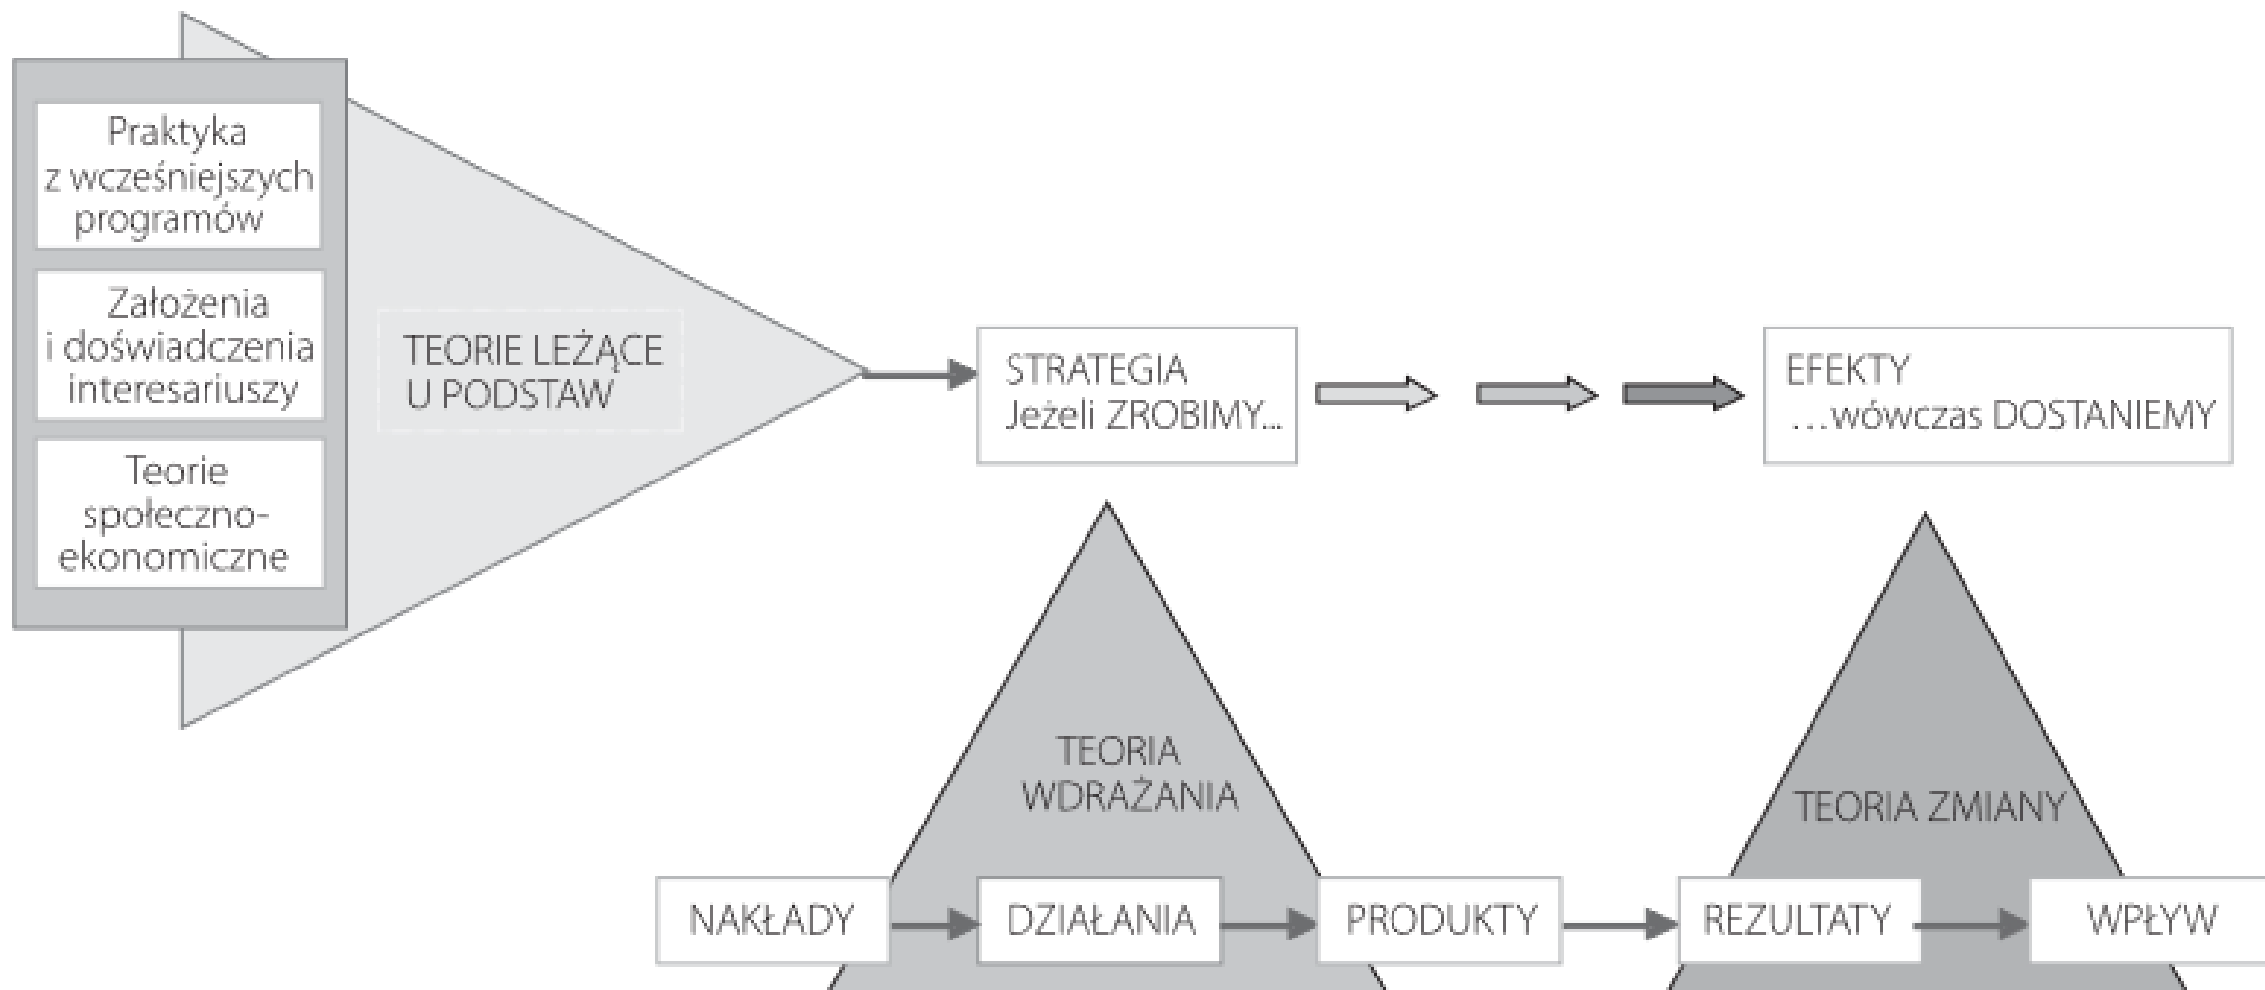 Praktyka
z wcześniejszych
programów
Założenia
i doświadczenia
interesariuszy
Teorie
społeczno-
ekonomiczne
TEORIE LEŻĄCE
U PODSTAW
STRATEGIA
Jeżeli ZROBIMY...
EFEKTY
...wówczas DOSTANIEMY
TEORIA
WDRAŻANIA
TEORIA ZMIANY
NAKŁADY
DZIAŁANIA
PRODUKTY
REZULTATY
WPŁYW